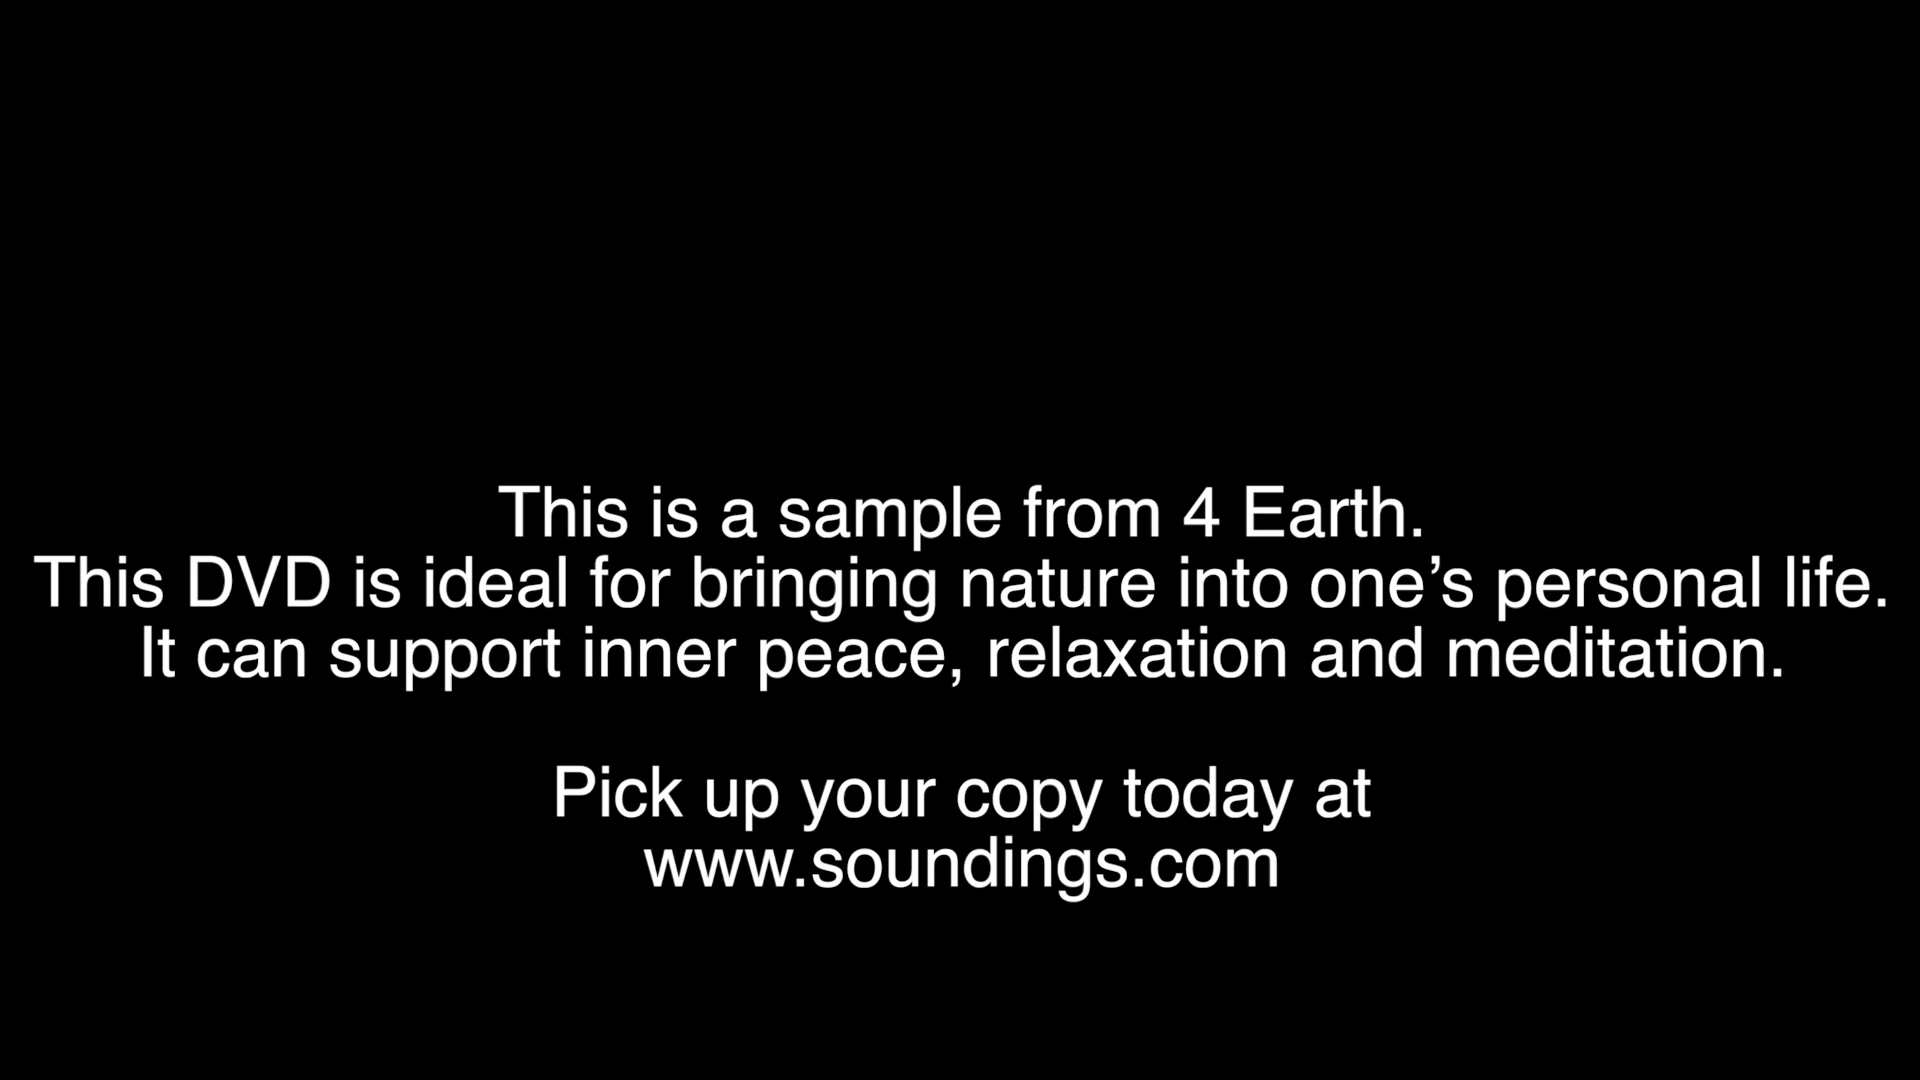 This is a sample from 4 Earth.
This DVD is ideal for bringing nature into one’s personal life.
It can support inner peace, relaxation and meditation.
Pick up your copy today at
www.soundings.com